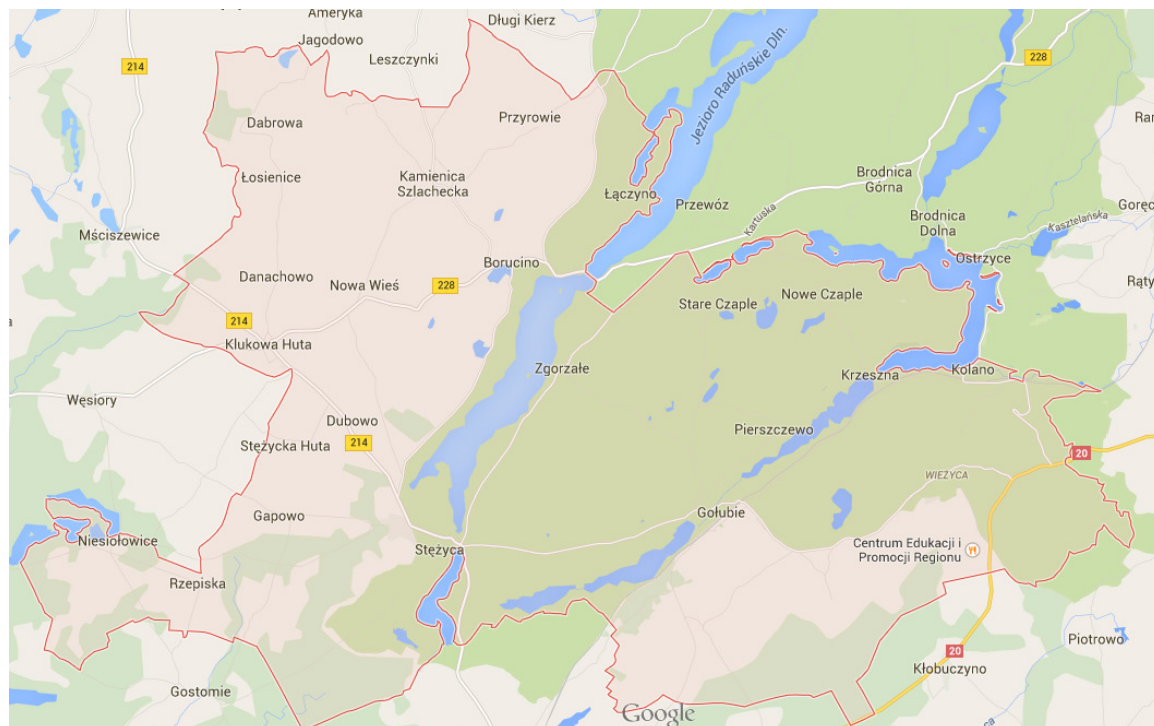 Ameryka
Jagodowo
Długi Kierz
Leszczynki
214
214
228
Jezioro Raduńskie Dln.
Przyrowie
Dąbrowa
Łosienice
Kamienica
Szlachecka
Łączyno
Przewóz
Kartuska
Brodnica
Górna
Brodnica
Dolna
Kasztelańska
Goręc
Mściszewice
Danachowo
Nowa Wieś
228
Borucino
Ostrzyce
Stare Czaple
Nowe Czaple
Rąty
214
Klukowa Huta
Zgorzałe
Krzeszna
Kolano
Węsiory
Dubowo
214
Stężycka Huta
Pierszczewo
20
WIEŻYCA
Gapowo
Gołubie
Niesiołowice
Stężyca
Centrum Edukacji i
Promocji Regionu
Rzepiska
Piotrowo
20
Kłobuczyno
Gostomie
Google